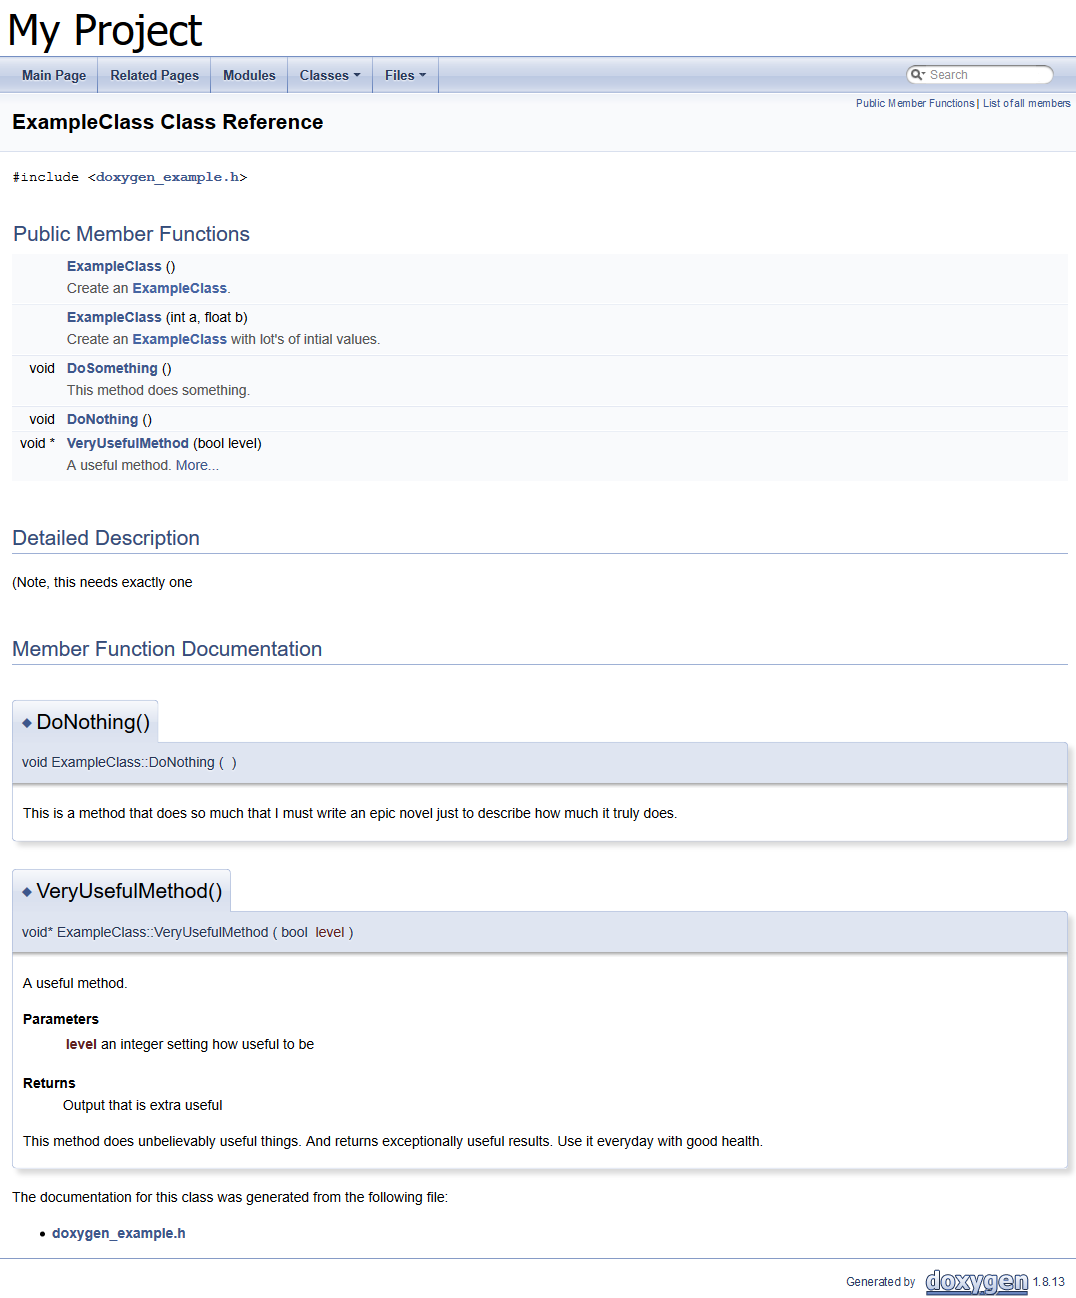 My Project
Main Page Related Pages Modules Classes Files Search
Public Member Functions | List of all members
ExampleClass Class Reference
#include <doxygen_example.h>
Public Member Functions
ExampleClass ()
Create an ExampleClass.
ExampleClass (int a, float b)
Create an ExampleClass with lot's of intial values.
void DoSomething ()
This method does something.
void DoNothing ()
void * VeryUsefulMethod (bool level)
A useful method. More...
Detailed Description
(Note, this needs exactly one
Member Function Documentation
◆ DoNothing()
void ExampleClass::DoNothing ( )
This is a method that does so much that I must write an epic novel just to describe how much it truly does.
◆ VeryUsefulMethod()
void* ExampleClass::VeryUsefulMethod ( bool level )
A useful method.
Parameters
level an integer setting how useful to be
Returns
Output that is extra useful
This method does unbelievably useful things. And returns exceptionally useful results. Use it everyday with good health.
The documentation for this class was generated from the following file:
• doxygen_example.h
Generated by doxygen 1.8.13